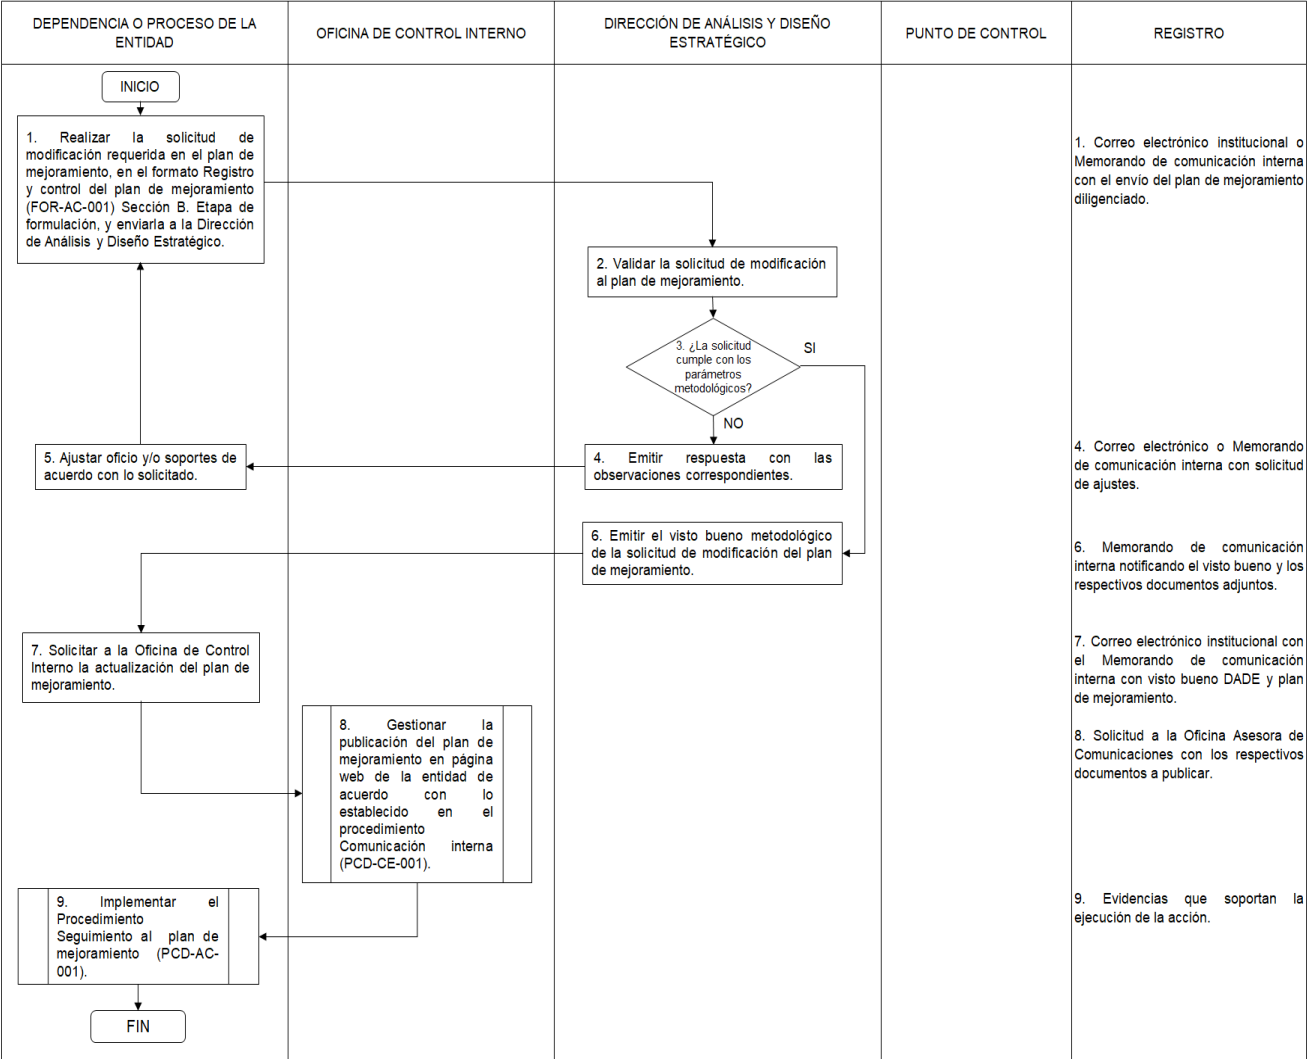 DEPENDENCIA O PROCESO DE LA
ENTIDAD
OFICINA DE CONTROL INTERNO
DIRECCIÓN DE ANÁLISIS Y DISEÑO
ESTRATÉGICO
PUNTO DE CONTROL
REGISTRO
INICIO
1. Realizar la solicitud de
modificación requerida en el plan de
mejoramiento, en el formato Registro
y control del plan de mejoramiento
(FOR-AC-001) Sección B. Etapa de
formulación, y enviarla a la Dirección
de Análisis y Diseño Estratégico.
1. Correo electrónico institucional o
Memorando de comunicación interna
con el envío del plan de mejoramiento
diligenciado.
2. Validar la solicitud de modificación
al plan de mejoramiento.
3. ¿La solicitud
cumple con los
parámetros
metodológicos?
SI
NO
4. Emitir respuesta con las
observaciones correspondientes.
4. Correo electrónico o Memorando
de comunicación interna con solicitud
de ajustes.
5. Ajustar oficio y/o soportes de
acuerdo con lo solicitado.
6. Emitir el visto bueno metodológico
de la solicitud de modificación del plan
de mejoramiento.
6. Memorando de comunicación
interna notificando el visto bueno y los
respectivos documentos adjuntos.
7. Solicitar a la Oficina de Control
Interno la actualización del plan de
mejoramiento.
7. Correo electrónico institucional con
el Memorando de comunicación
interna con visto bueno DADE y plan
de mejoramiento.
8. Gestionar la
publicación del plan de
mejoramiento en página
web de la entidad de
acuerdo con lo
establecido en el
procedimiento
Comunicación interna
(PCD-CE-001).
8. Solicitud a la Oficina Asesora de
Comunicaciones con los respectivos
documentos a publicar.
9. Implementar el
Procedimiento
Seguimiento al plan de
mejoramiento (PCD-AC-
001).
9. Evidencias que soportan la
ejecución de la acción.
FIN